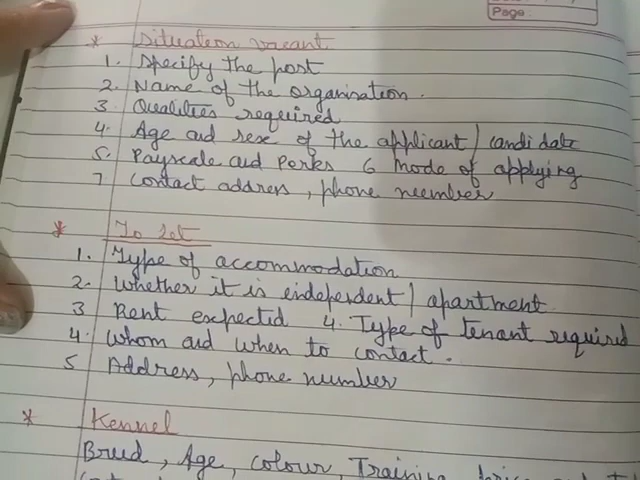 Page:
* Situation vacant
1. Specify the post
2. Name of the organisation.
3. Qualities required
4. Age and sex of the applicant / candidate
5. Payscale and Perks 6 Mode of applying
7 Contact address, phone number
* To Let
1. Type of accommodation
2. Whether it is independent / apartment
3 Rent expected 4. Type of tenant required
4. Whom and When to contact.
5 Address, phone number
* Kennel
Breed, Age, colour, Training, price and